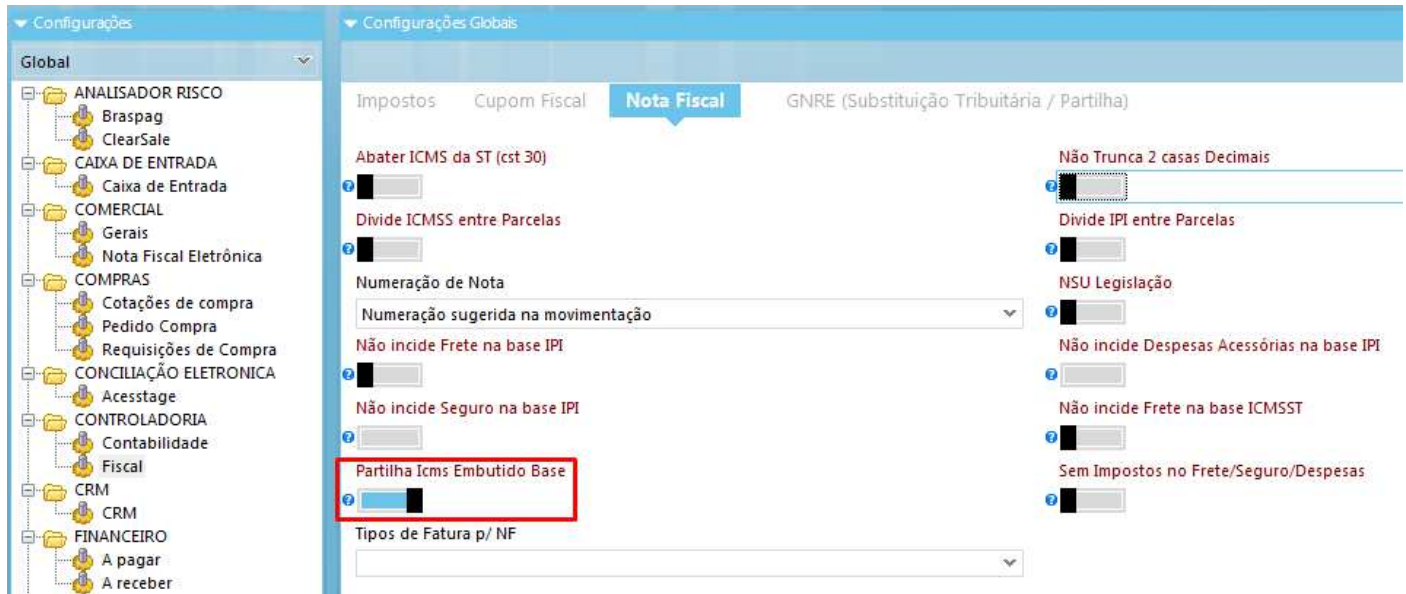 Configurações
Global
ANALISADOR RISCO
Braspag
ClearSale
CAIXA DE ENTRADA
Caixa de Entrada
COMERCIAL
Gerais
Nota Fiscal Eletrônica
COMPRAS
Cotações de compra
Pedido Compra
Requisições de Compra
CONCILIAÇÃO ELETRONICA
Acesstage
CONTROLADORIA
Contabilidade
Fiscal
CRM
CRM
FINANCEIRO
A pagar
A receber
Configurações Globais
Impostos Cupom Fiscal Nota Fiscal GNRE (Substituição Tributária / Partilha)
Abater ICMS da ST (cst 30) Não Trunca 2 casas Decimais
Divide ICMSS entre Parcelas Divide IPI entre Parcelas
Numeração de Nota NSU Legislação
Numeração sugerida na movimentação
Não incide Frete na base IPI Não incide Despesas Acessórias na base IPI
Não incide Seguro na base IPI Não incide Frete na base ICMSST
Partilha Icms Embutido Base Sem Impostos no Frete/Seguro/Despesas
Tipos de Fatura p/ NF